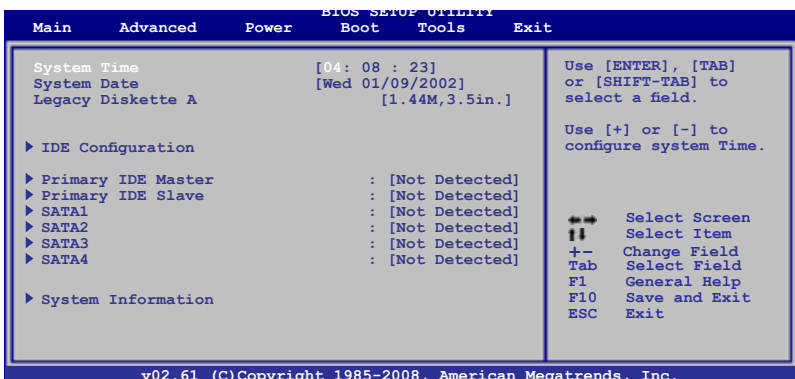 BIOS SETUP UTILITY
Main Advanced Power Boot Tools Exit
System Time [04: 08 : 23]
System Date [Wed 01/09/2002]
Legacy Diskette A [1.44M,3.5in.]
IDE Configuration
Primary IDE Master : [Not Detected]
Primary IDE Slave : [Not Detected]
SATA1 : [Not Detected]
SATA2 : [Not Detected]
SATA3 : [Not Detected]
SATA4 : [Not Detected]
System Information
Use [ENTER], [TAB]
or [SHIFT-TAB] to
select a field.
Use [+] or [-] to
configure system Time.
Select Screen
Select Item
+- Change Field
Tab Select Field
F1 General Help
F10 Save and Exit
ESC Exit
v02.61 (C)Copyright 1985-2008, American Megatrends, Inc.